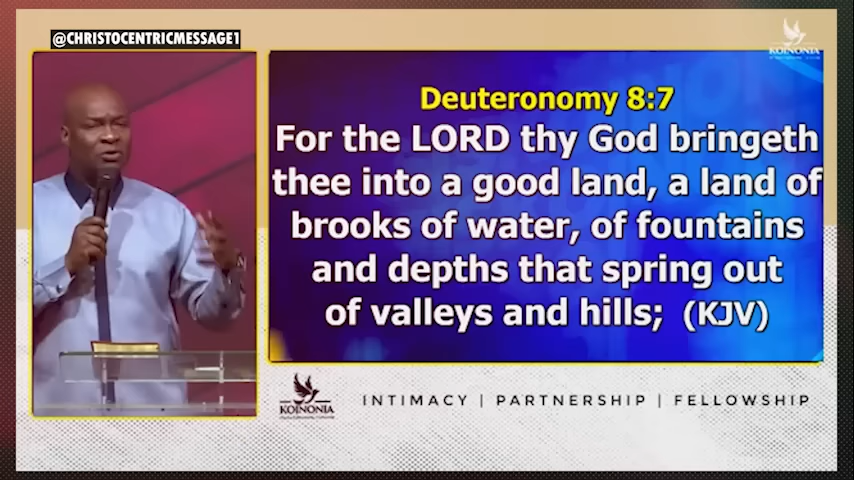 @CHRISTOCENTRICMESSAGE1
KOINONIA
Deuteronomy 8:7
For the LORD thy God bringeth
thee into a good land, a land of
brooks of water, of fountains
and depths that spring out
of valleys and hills; (KJV)
KOINONIA
INTIMACY | PARTNERSHIP | FELLOWSHIP